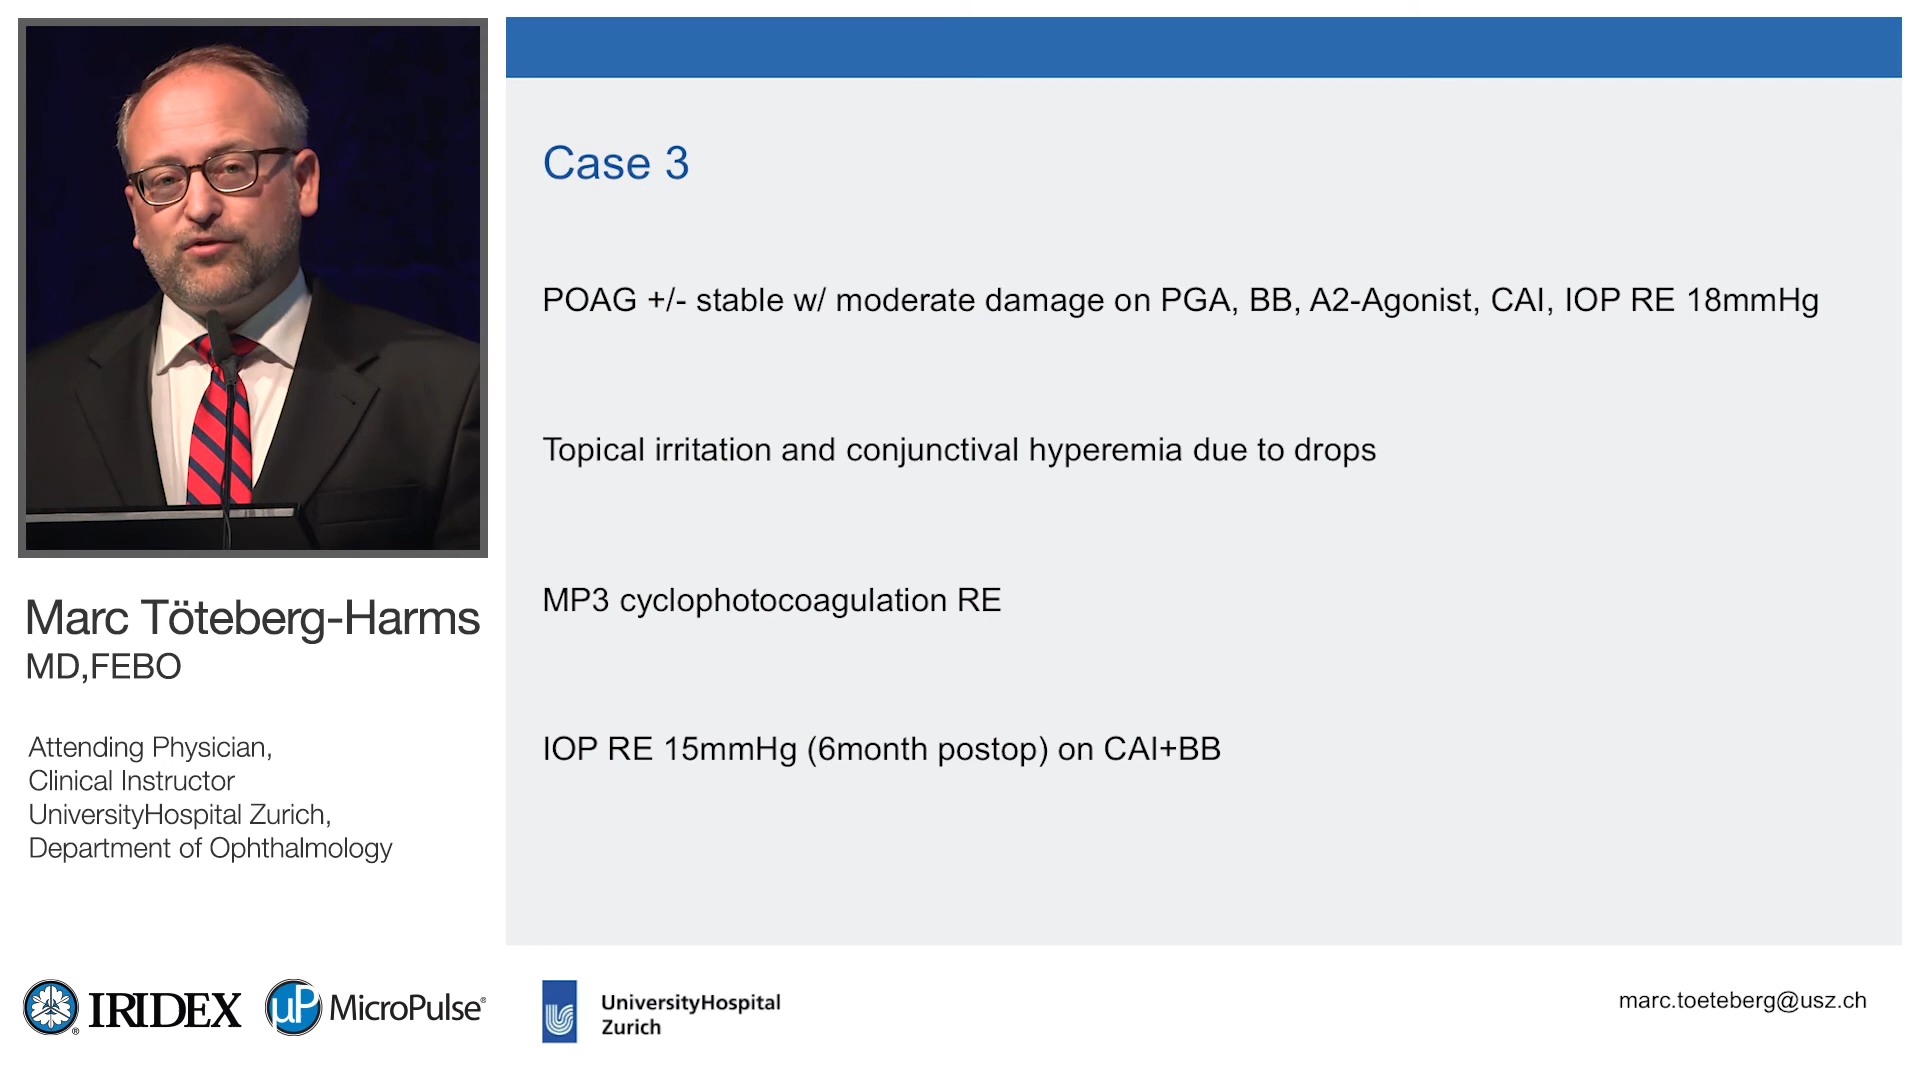 Case 3
POAG +/- stable w/ moderate damage on PGA, BB, A2-Agonist, CAI, IOP RE 18mmHg
Topical irritation and conjunctival hyperemia due to drops
MP3 cyclophotocoagulation RE
IOP RE 15mmHg (6month postop) on CAI+BB
Marc Töteberg-Harms
MD,FEBO
Attending Physician,
Clinical Instructor
UniversityHospital Zurich,
Department of Ophthalmology
IRIDEX®
µP MicroPulse®
UniversityHospital
Zurich
marc.toeteberg@usz.ch